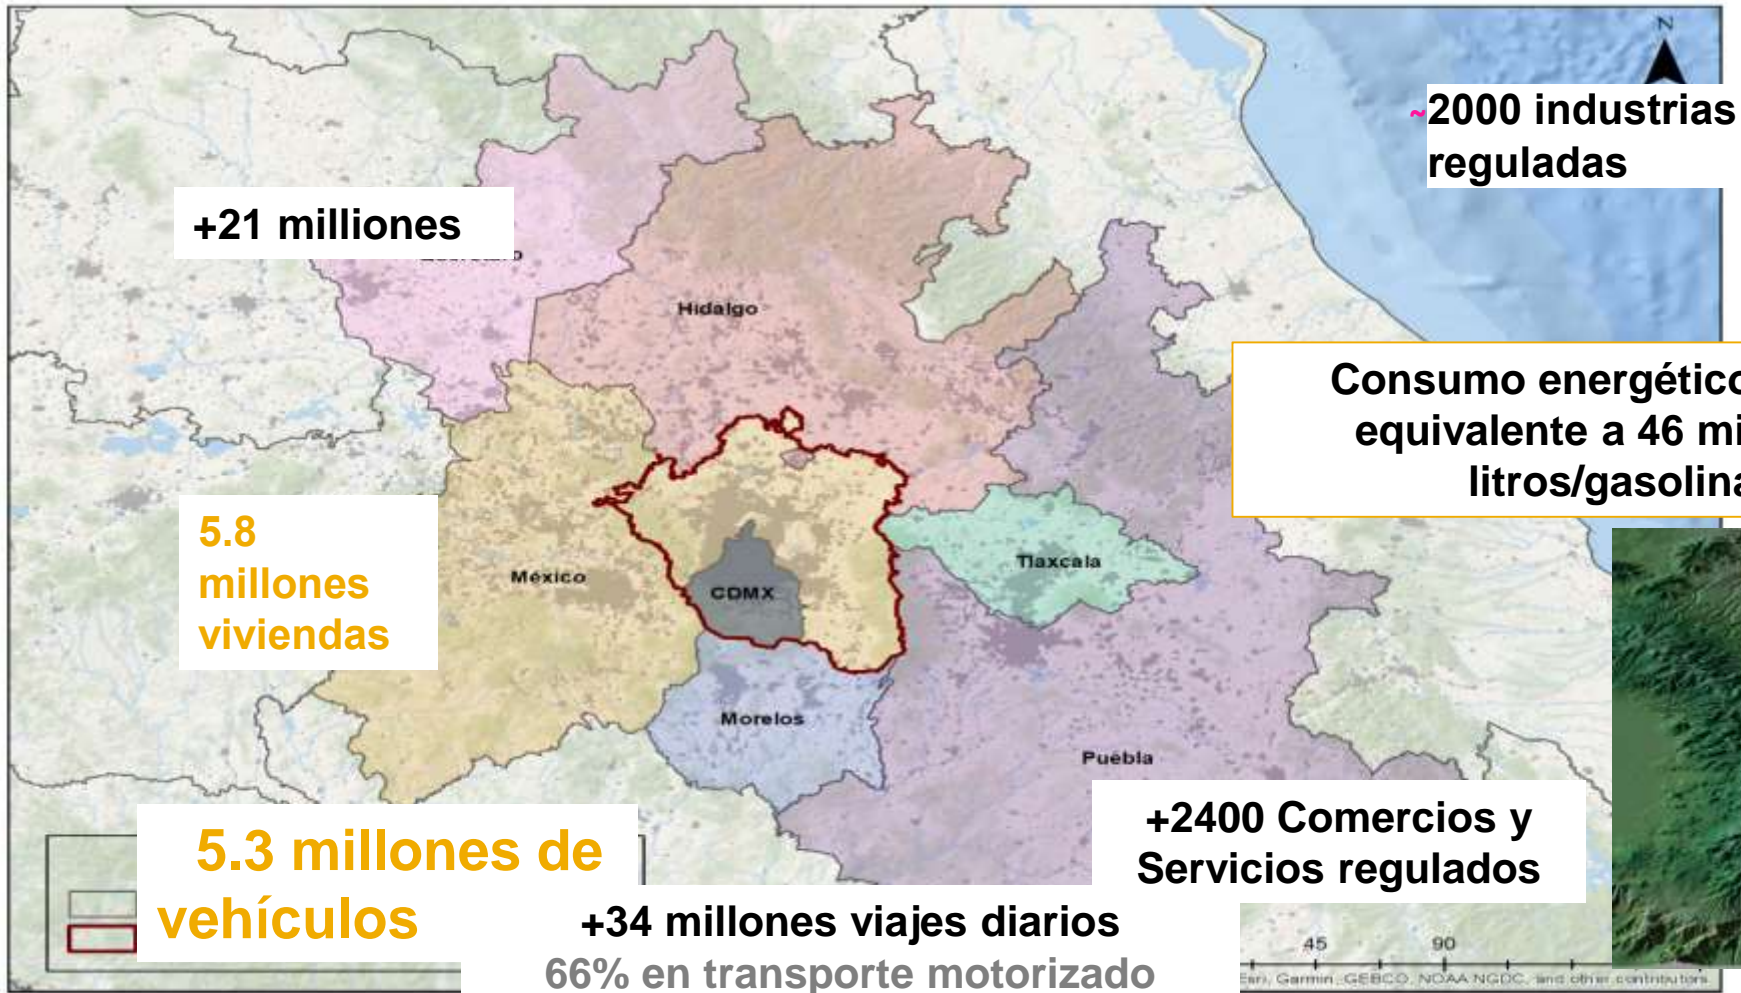 N
~2000 industrias
reguladas
+21 milliones
Hidalgo
Consumo energético
equivalente a 46 mi
litros/gasolina
5.8
millones
viviendas
México
CDMX
Tlaxcala
Morelos
Puebla
+2400 Comercios y
Servicios regulados
5.3 millones de
vehículos
+34 millones viajes diarios
66% en transporte motorizado
45 90
Esri, Garmin, GEBCO, NOAA NGDC, and other contributors